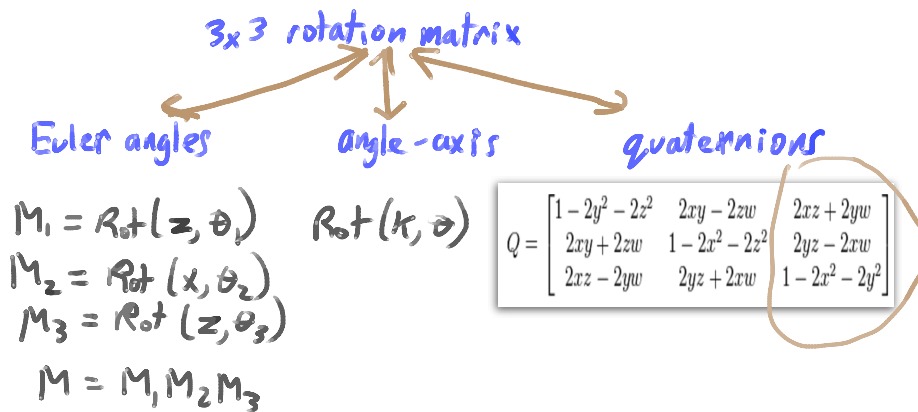 3x3 rotation matrix
Euler angles
angle-axis
quaternions
M₁ = Rot(z, θ₁)
M₂ = Rot(x, θ₂)
M₃ = Rot(z, θ₃)
M = M₁M₂M₃
Rot(k, θ)
Q = [1 − 2y² − 2z² 2xy − 2zw 2xz + 2yw
2xy + 2zw 1 − 2x² − 2z² 2yz − 2xw
2xz − 2yw 2yz + 2xw 1 − 2x² − 2y²]